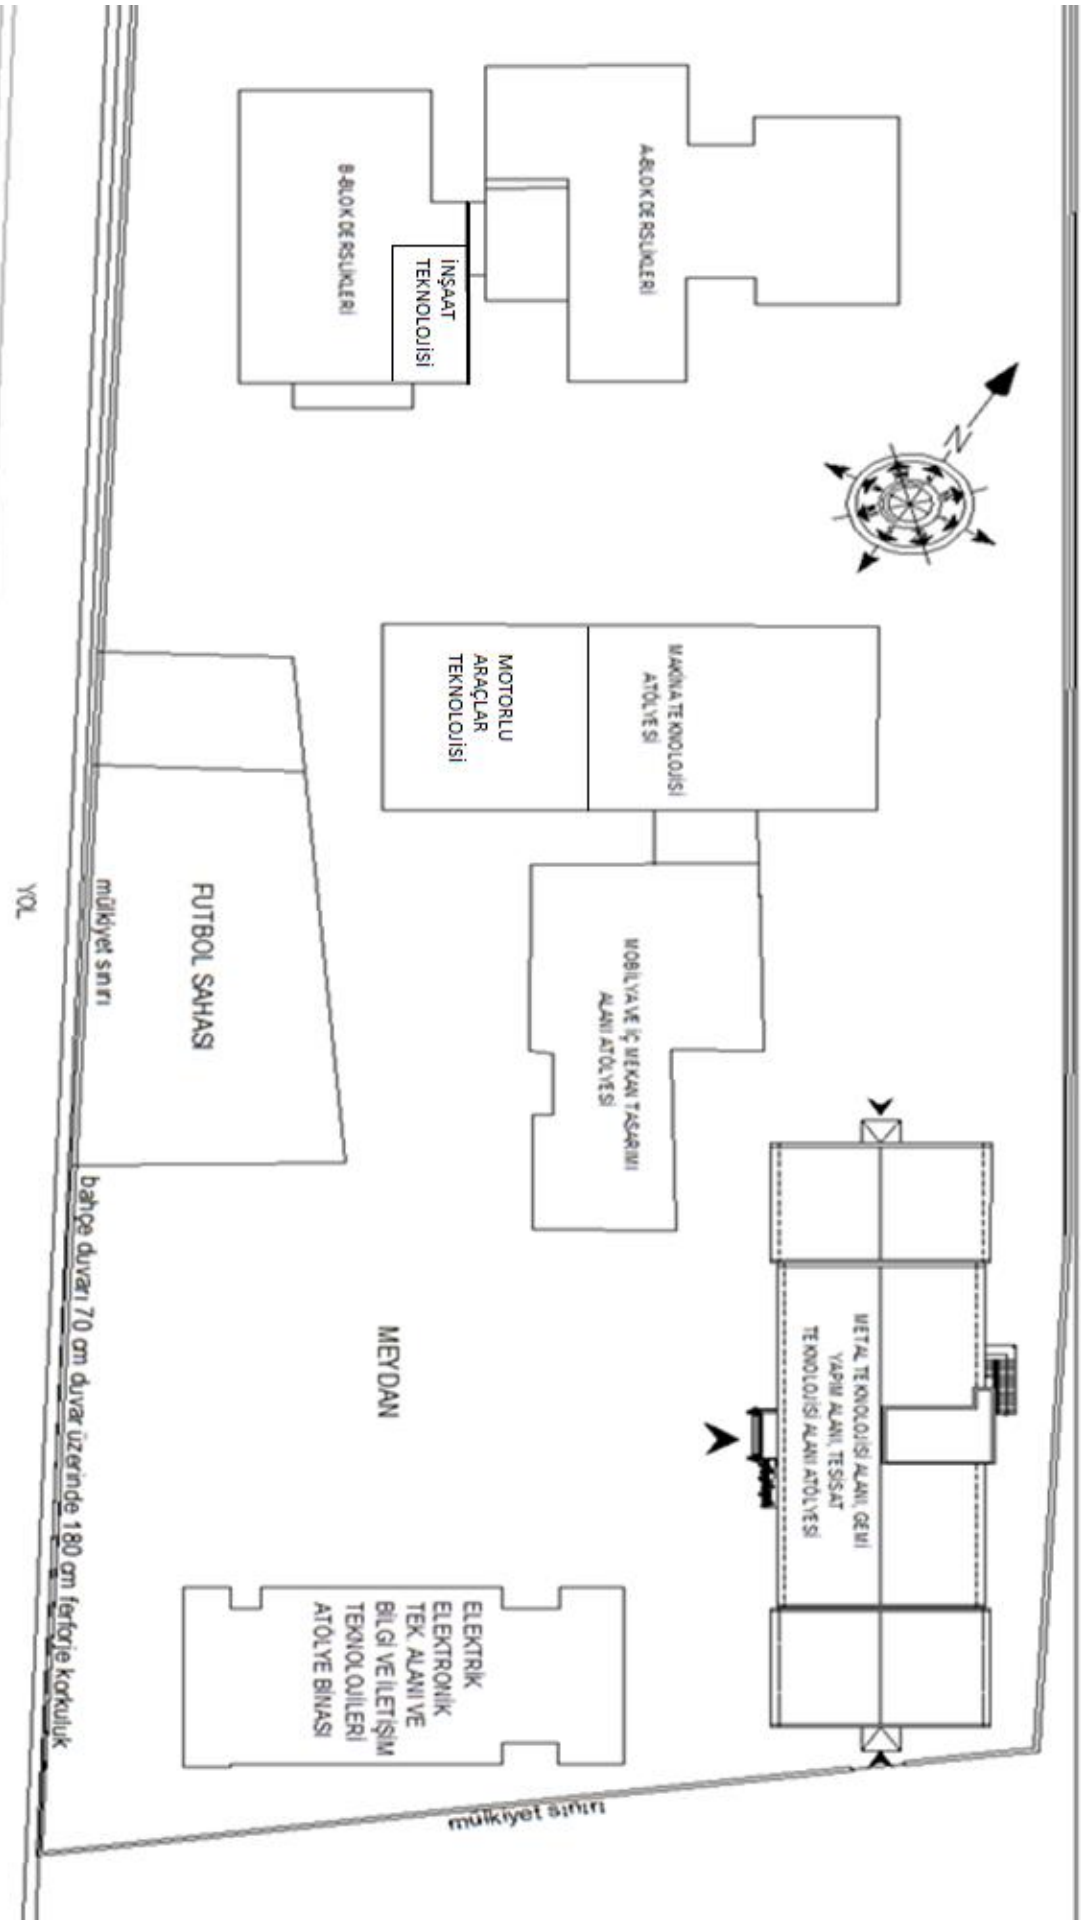 A-BLOK DERSLİKLERİ
B-BLOK DERSLİKLERİ
İNŞAAT
TEKNOLOJİSİ
N
MAKİNA TEKNOLOJİSİ
ATÖLYESİ
MOTORLU
ARAÇLAR
TEKNOLOJİSİ
MOBİLYA VE İÇ MEKAN TASARIMI
ALANI ATÖLYESİ
FUTBOL SAHASI
mülkiyet sınırı
YOL
METAL TEKNOLOJİSİ ALANI, GEMİ
YAPIM ALANI, TESİSAT
TEKNOLOJİSİ ALANI ATÖLYESİ
MEYDAN
bahçe duvarı 70 cm duvar üzerinde 180 cm ferforje korkuluk
ELEKTRİK
ELEKTRONİK
TEK. ALANI VE
BİLGİ VE İLETİŞİM
TEKNOLOJİLERİ
ATÖLYE BİNASI
mülkiyet sınırı